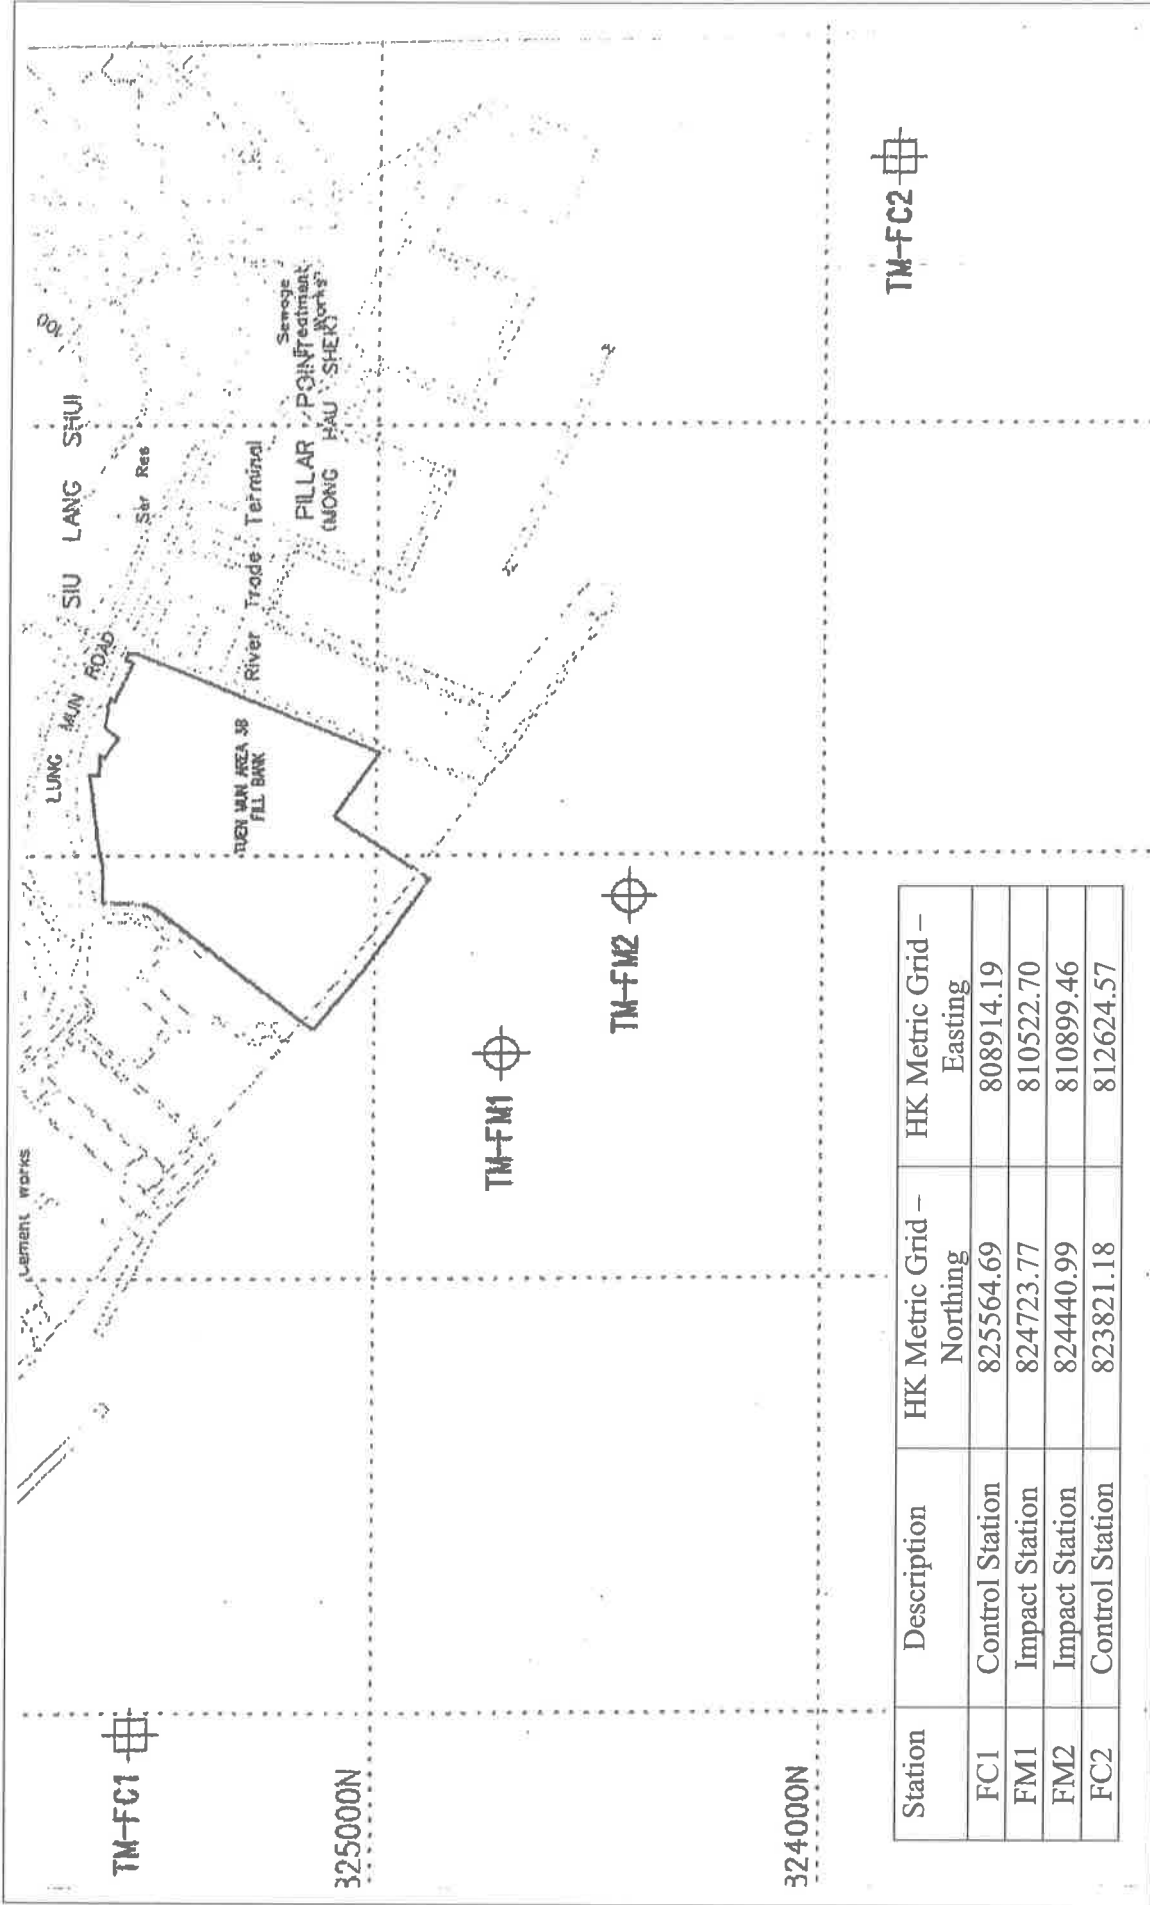 100
SIU LANG SHUI
LUNG MUN ROAD
Ser Res
Sewage
Treatment
Works
PILLAR POINT
(MONG HAU SHEK)
River Trade Terminal
TUEN MUN AREA 38
FILL BANK
Cement works
TM-FC1
TM-FM1
TM-FM2
TM-FC2
325000N
324000N
Station Description HK Metric Grid – Northing HK Metric Grid – Easting
FC1 Control Station 825564.69 808914.19
FM1 Impact Station 824723.77 810522.70
FM2 Impact Station 824440.99 810899.46
FC2 Control Station 823821.18 812624.57